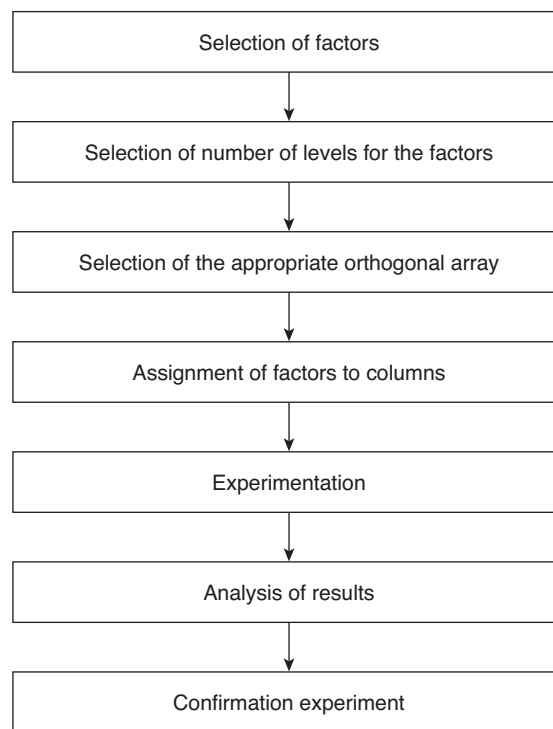 Selection of factors
Selection of number of levels for the factors
Selection of the appropriate orthogonal array
Assignment of factors to columns
Experimentation
Analysis of results
Confirmation experiment